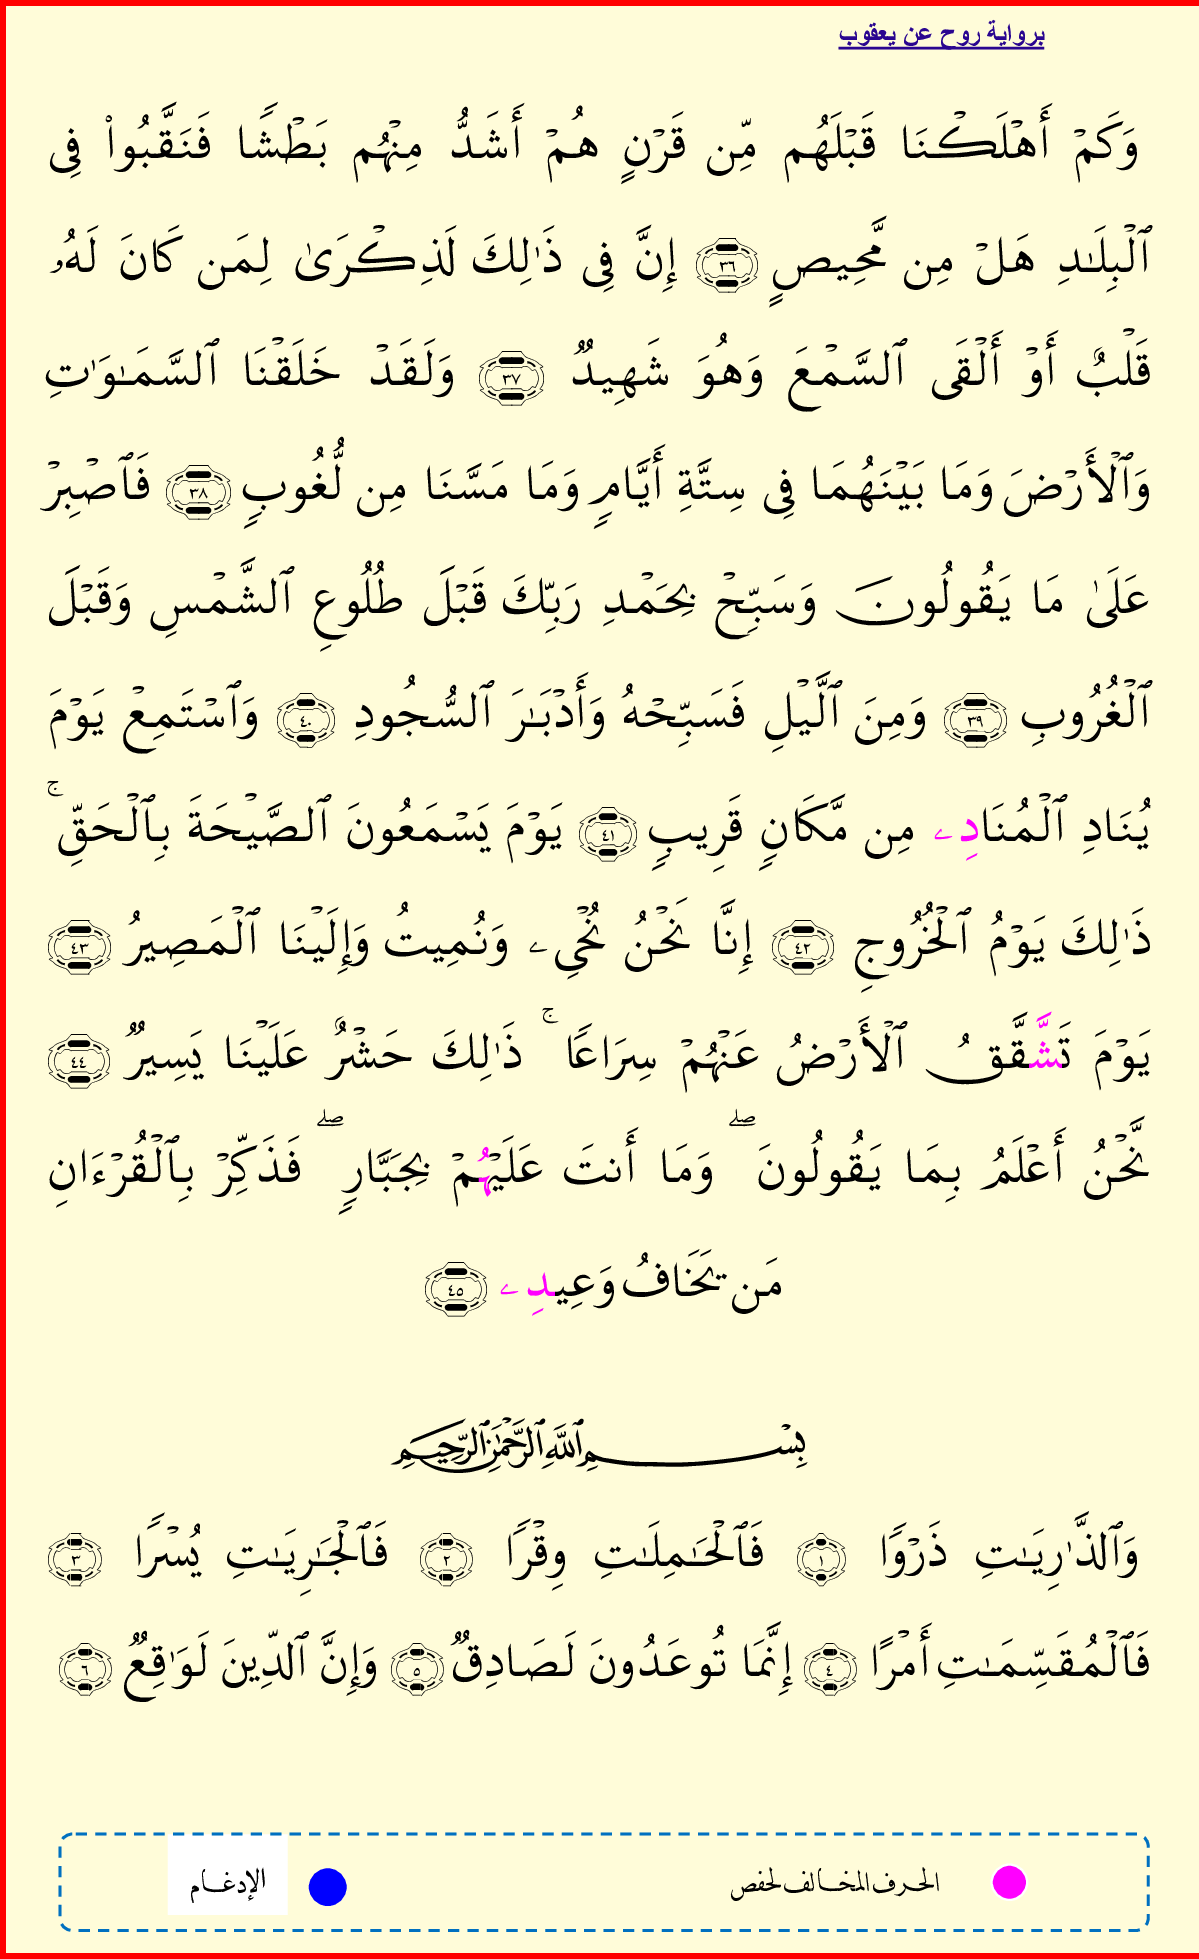 برواية روح عن يعقوب
وَكَمۡ أَهۡلَكۡنَا قَبۡلَهُم مِّن قَرۡنٍ هُمۡ أَشَدُّ مِنۡهُم بَطۡشٗا فَنَقَّبُواْ فِي
ٱلۡبِلَٰدِ هَلۡ مِن مَّحِيصٍ ٣٦ إِنَّ فِي ذَٰلِكَ لَذِكۡرَىٰ لِمَن كَانَ لَهُۥ
قَلۡبٌ أَوۡ أَلۡقَى ٱلسَّمۡعَ وَهُوَ شَهِيدٞ ٣٧ وَلَقَدۡ خَلَقۡنَا ٱلسَّمَٰوَٰتِ
وَٱلۡأَرۡضَ وَمَا بَيۡنَهُمَا فِي سِتَّةِ أَيَّامٖ وَمَا مَسَّنَا مِن لُّغُوبٖ ٣٨ فَٱصۡبِرۡ
عَلَىٰ مَا يَقُولُونَ وَسَبِّحۡ بِحَمۡدِ رَبِّكَ قَبۡلَ طُلُوعِ ٱلشَّمۡسِ وَقَبۡلَ
ٱلۡغُرُوبِ ٣٩ وَمِنَ ٱلَّيۡلِ فَسَبِّحۡهُ وَأَدۡبَٰرَ ٱلسُّجُودِ ٤٠ وَٱسۡتَمِعۡ يَوۡمَ
يُنَادِ ٱلۡمُنَادِے مِن مَّكَانٖ قَرِيبٖ ٤١ يَوۡمَ يَسۡمَعُونَ ٱلصَّيۡحَةَ بِٱلۡحَقِّۚ
ذَٰلِكَ يَوۡمُ ٱلۡخُرُوجِ ٤٢ إِنَّا نَحۡنُ نُحۡيِۦ وَنُمِيتُ وَإِلَيۡنَا ٱلۡمَصِيرُ ٤٣
يَوۡمَ تَشَّقَّقُ ٱلۡأَرۡضُ عَنۡهُمۡ سِرَاعٗاۚ ذَٰلِكَ حَشۡرٌ عَلَيۡنَا يَسِيرٞ ٤٤
نَّحۡنُ أَعۡلَمُ بِمَا يَقُولُونَۖ وَمَا أَنتَ عَلَيۡهُمۡ بِجَبَّارٖۖ فَذَكِّرۡ بِٱلۡقُرۡءَانِ
مَن يَخَافُ وَعِيدِے ٤٥
بِسۡمِ ٱللَّهِ ٱلرَّحۡمَٰنِ ٱلرَّحِيمِ
وَٱلذَّٰرِيَٰتِ ذَرۡوٗا ١ فَٱلۡحَٰمِلَٰتِ وِقۡرٗا ٢ فَٱلۡجَٰرِيَٰتِ يُسۡرٗا ٣
فَٱلۡمُقَسِّمَٰتِ أَمۡرًا ٤ إِنَّمَا تُوعَدُونَ لَصَادِقٞ ٥ وَإِنَّ ٱلدِّينَ لَوَٰقِعٞ ٦
الحرف المخالف لحفص الإدغام